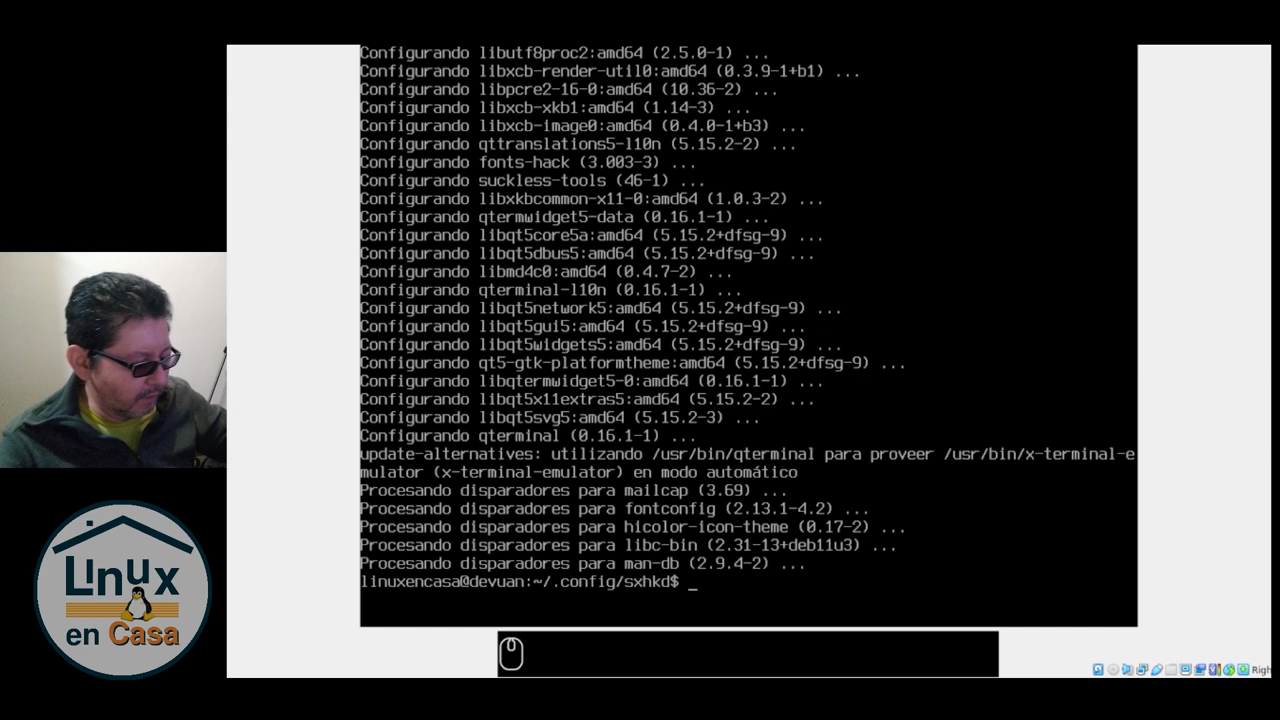 Configurando libutf8proc2:amd64 (2.5.0-1) ...
Configurando libxcb-render-util0:amd64 (0.3.9-1+b1) ...
Configurando libpcre2-16-0:amd64 (10.36-2) ...
Configurando libxcb-xkb1:amd64 (1.14-3) ...
Configurando libxcb-image0:amd64 (0.4.0-1+b3) ...
Configurando qttranslations5-l10n (5.15.2-2) ...
Configurando fonts-hack (3.003-3) ...
Configurando suckless-tools (46-1) ...
Configurando libxkbcommon-x11-0:amd64 (1.0.3-2) ...
Configurando qtermwidget5-data (0.16.1-1) ...
Configurando libqt5core5a:amd64 (5.15.2+dfsg-9) ...
Configurando libqt5dbus5:amd64 (5.15.2+dfsg-9) ...
Configurando libmd4c0:amd64 (0.4.7-2) ...
Configurando qterminal-l10n (0.16.1-1) ...
Configurando libqt5network5:amd64 (5.15.2+dfsg-9) ...
Configurando libqt5gui5:amd64 (5.15.2+dfsg-9) ...
Configurando libqt5widgets5:amd64 (5.15.2+dfsg-9) ...
Configurando qt5-gtk-platformtheme:amd64 (5.15.2+dfsg-9) ...
Configurando libqtermwidget5-0:amd64 (0.16.1-1) ...
Configurando libqt5x11extras5:amd64 (5.15.2-2) ...
Configurando libqt5svg5:amd64 (5.15.2-3) ...
Configurando qterminal (0.16.1-1) ...
update-alternatives: utilizando /usr/bin/qterminal para proveer /usr/bin/x-terminal-e
mulator (x-terminal-emulator) en modo automático
Procesando disparadores para mailcap (3.69) ...
Procesando disparadores para fontconfig (2.13.1-4.2) ...
Procesando disparadores para hicolor-icon-theme (0.17-2) ...
Procesando disparadores para libc-bin (2.31-13+deb11u3) ...
Procesando disparadores para man-db (2.9.4-2) ...
linuxencasa@devuan:~/.config/sxhkd$ _
Linux
en Casa
Righ